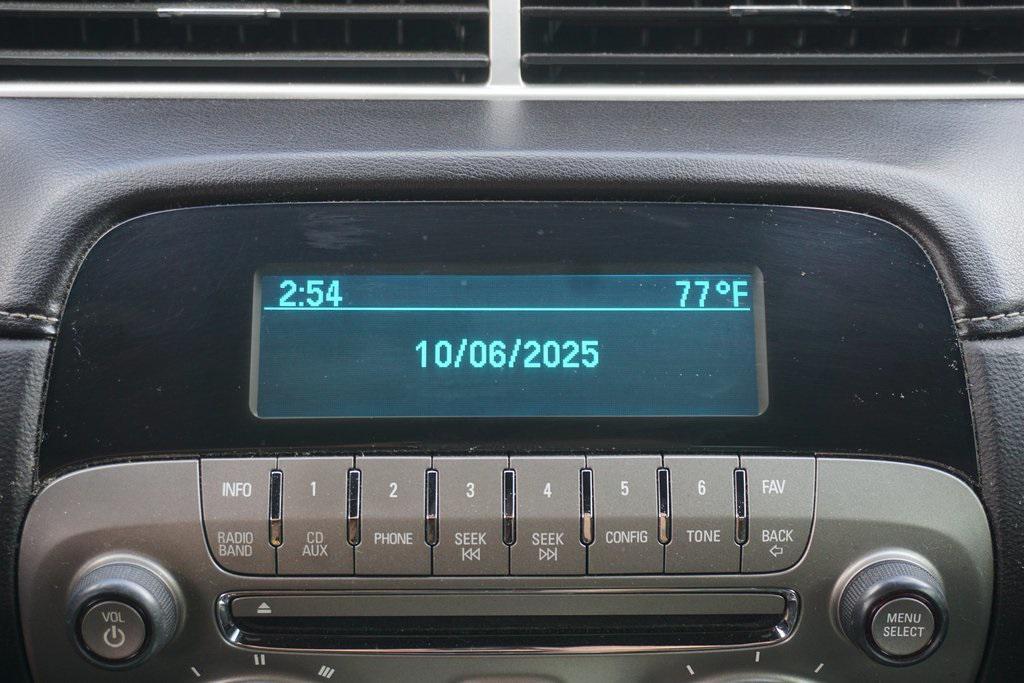 2:54 77°F
10/06/2025
INFO 1 2 3 4 5 6 FAV
RADIO BAND CD AUX PHONE SEEK SEEK CONFIG TONE BACK
VOL
MENU
SELECT